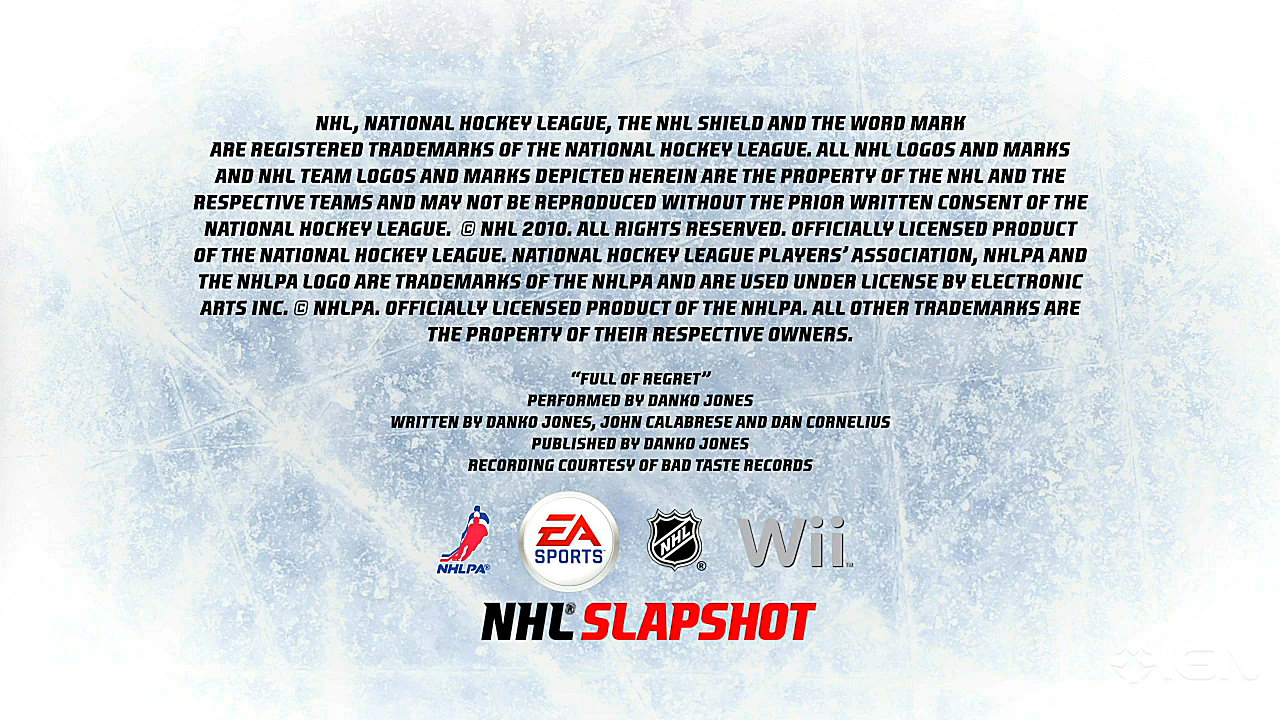 NHL, NATIONAL HOCKEY LEAGUE, THE NHL SHIELD AND THE WORD MARK
ARE REGISTERED TRADEMARKS OF THE NATIONAL HOCKEY LEAGUE. ALL NHL LOGOS AND MARKS
AND NHL TEAM LOGOS AND MARKS DEPICTED HEREIN ARE THE PROPERTY OF THE NHL AND THE
RESPECTIVE TEAMS AND MAY NOT BE REPRODUCED WITHOUT THE PRIOR WRITTEN CONSENT OF THE
NATIONAL HOCKEY LEAGUE. © NHL 2010. ALL RIGHTS RESERVED. OFFICIALLY LICENSED PRODUCT
OF THE NATIONAL HOCKEY LEAGUE. NATIONAL HOCKEY LEAGUE PLAYERS’ ASSOCIATION, NHLPA AND
THE NHLPA LOGO ARE TRADEMARKS OF THE NHLPA AND ARE USED UNDER LICENSE BY ELECTRONIC
ARTS INC. © NHLPA. OFFICIALLY LICENSED PRODUCT OF THE NHLPA. ALL OTHER TRADEMARKS ARE
THE PROPERTY OF THEIR RESPECTIVE OWNERS.
“FULL OF REGRET”
PERFORMED BY DANKO JONES
WRITTEN BY DANKO JONES, JOHN CALABRESE AND DAN CORNELIUS
PUBLISHED BY DANKO JONES
RECORDING COURTESY OF BAD TASTE RECORDS
NHLPA®
EA
SPORTS™
NHL ®
Wii™
NHL® SLAPSHOT
IGN